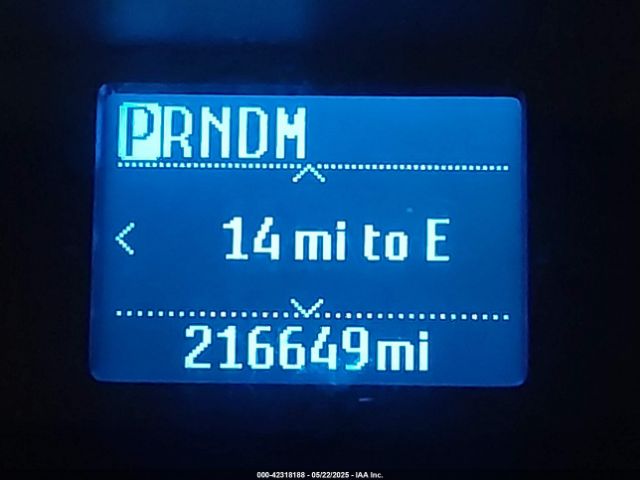 PRNDM
14 mi to E
216649mi
000-42318188 - 05/22/2025 - IAA Inc.